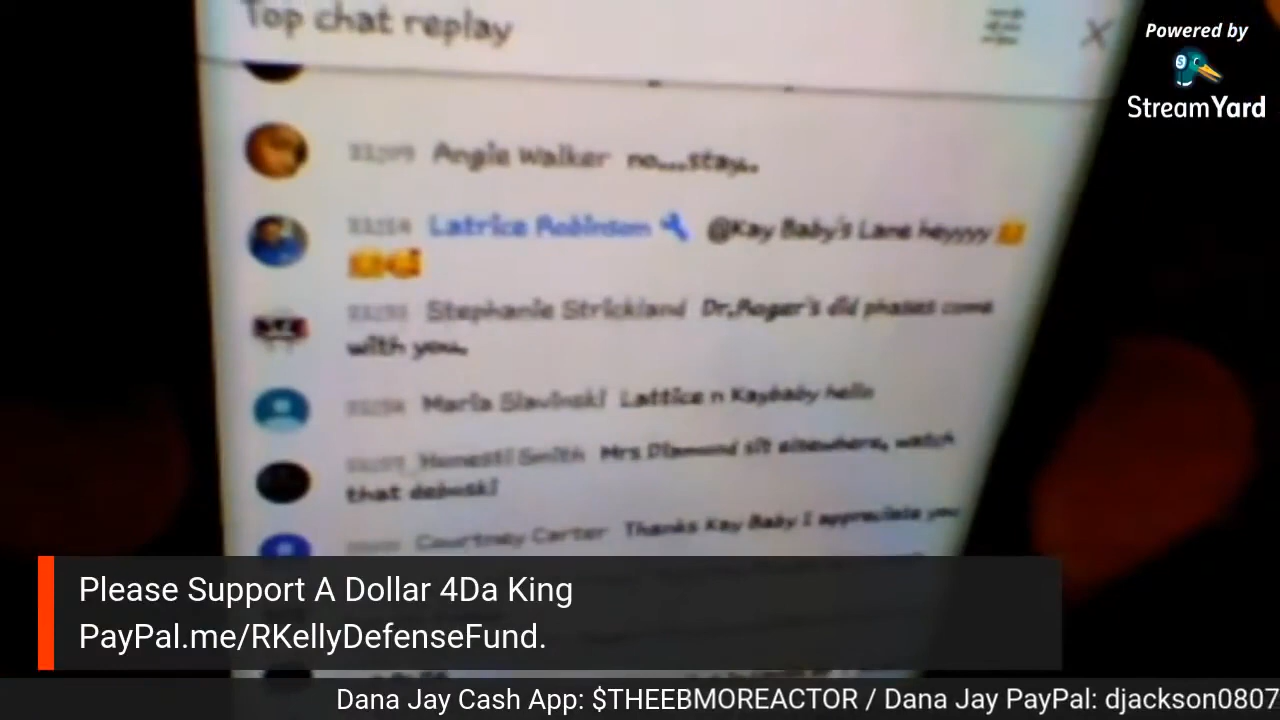 Top chat replay
Powered by
StreamYard
Angie Walker no....stay..
Latrice Robinson @Kay Baby's Lane heyyyy
Stephanie Strickland Dr.Roger's did phases come
with you..
Maria Slavinski Lattice n Kaybaby hello
Honesti Smith Mrs Diamond sit elsewhere, watch
that debuski
Courtney Carter Thanks Kay Baby I appreciate you
Please Support A Dollar 4Da King
PayPal.me/RKellyDefenseFund.
Dana Jay Cash App: $THEEBMOREACTOR / Dana Jay PayPal: djackson0807